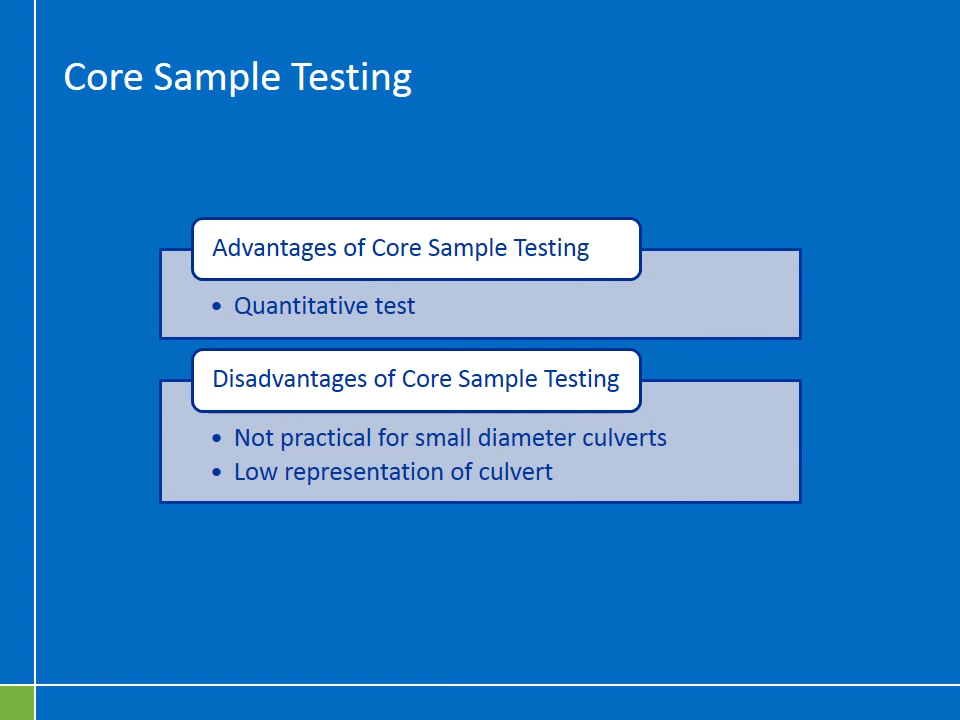 Core Sample Testing
Advantages of Core Sample Testing
• Quantitative test
Disadvantages of Core Sample Testing
• Not practical for small diameter culverts
• Low representation of culvert